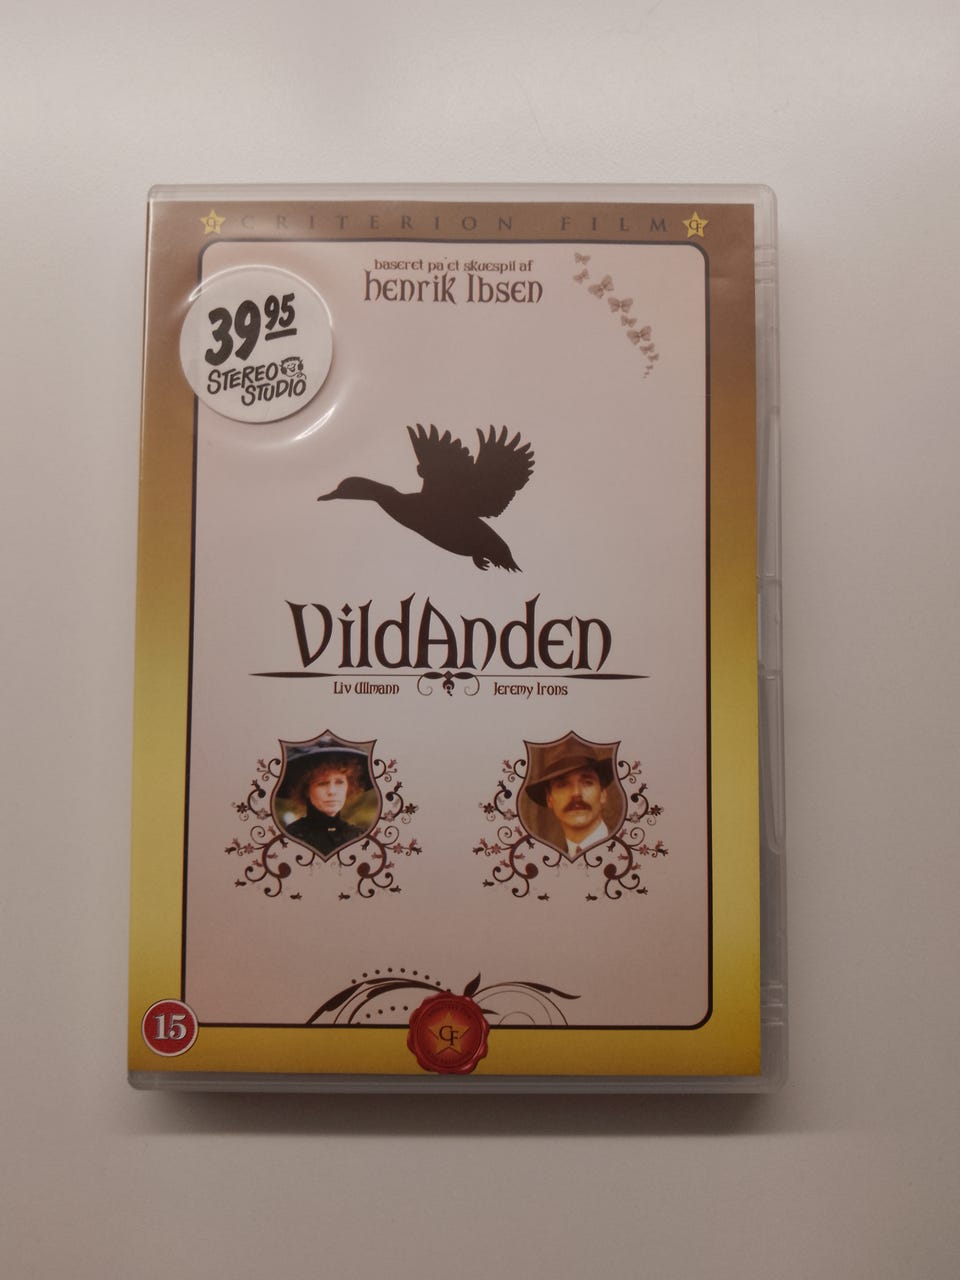 CRITERION FILM
baseret på et skuespil af
henrik Ibsen
39 95
STEREO
STUDIO
VildAnden
Liv Ullmann Jeremy Irons
15
CF